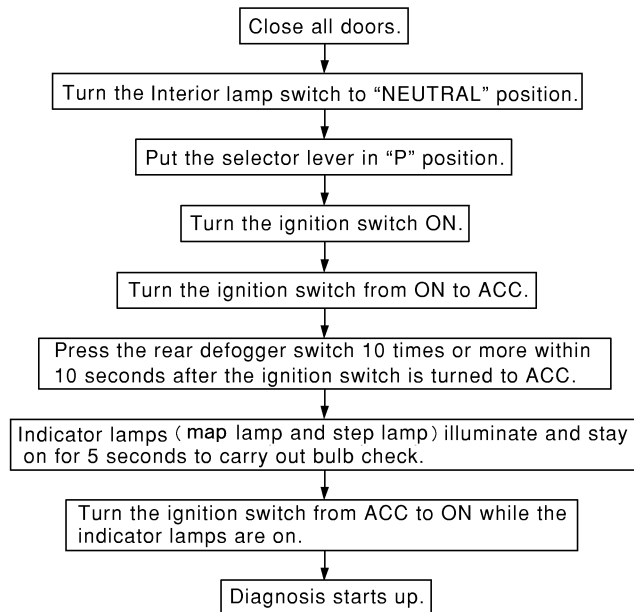 Close all doors.
Turn the Interior lamp switch to “NEUTRAL” position.
Put the selector lever in “P” position.
Turn the ignition switch ON.
Turn the ignition switch from ON to ACC.
Press the rear defogger switch 10 times or more within
10 seconds after the ignition switch is turned to ACC.
Indicator lamps (map lamp and step lamp) illuminate and stay
on for 5 seconds to carry out bulb check.
Turn the ignition switch from ACC to ON while the
indicator lamps are on.
Diagnosis starts up.